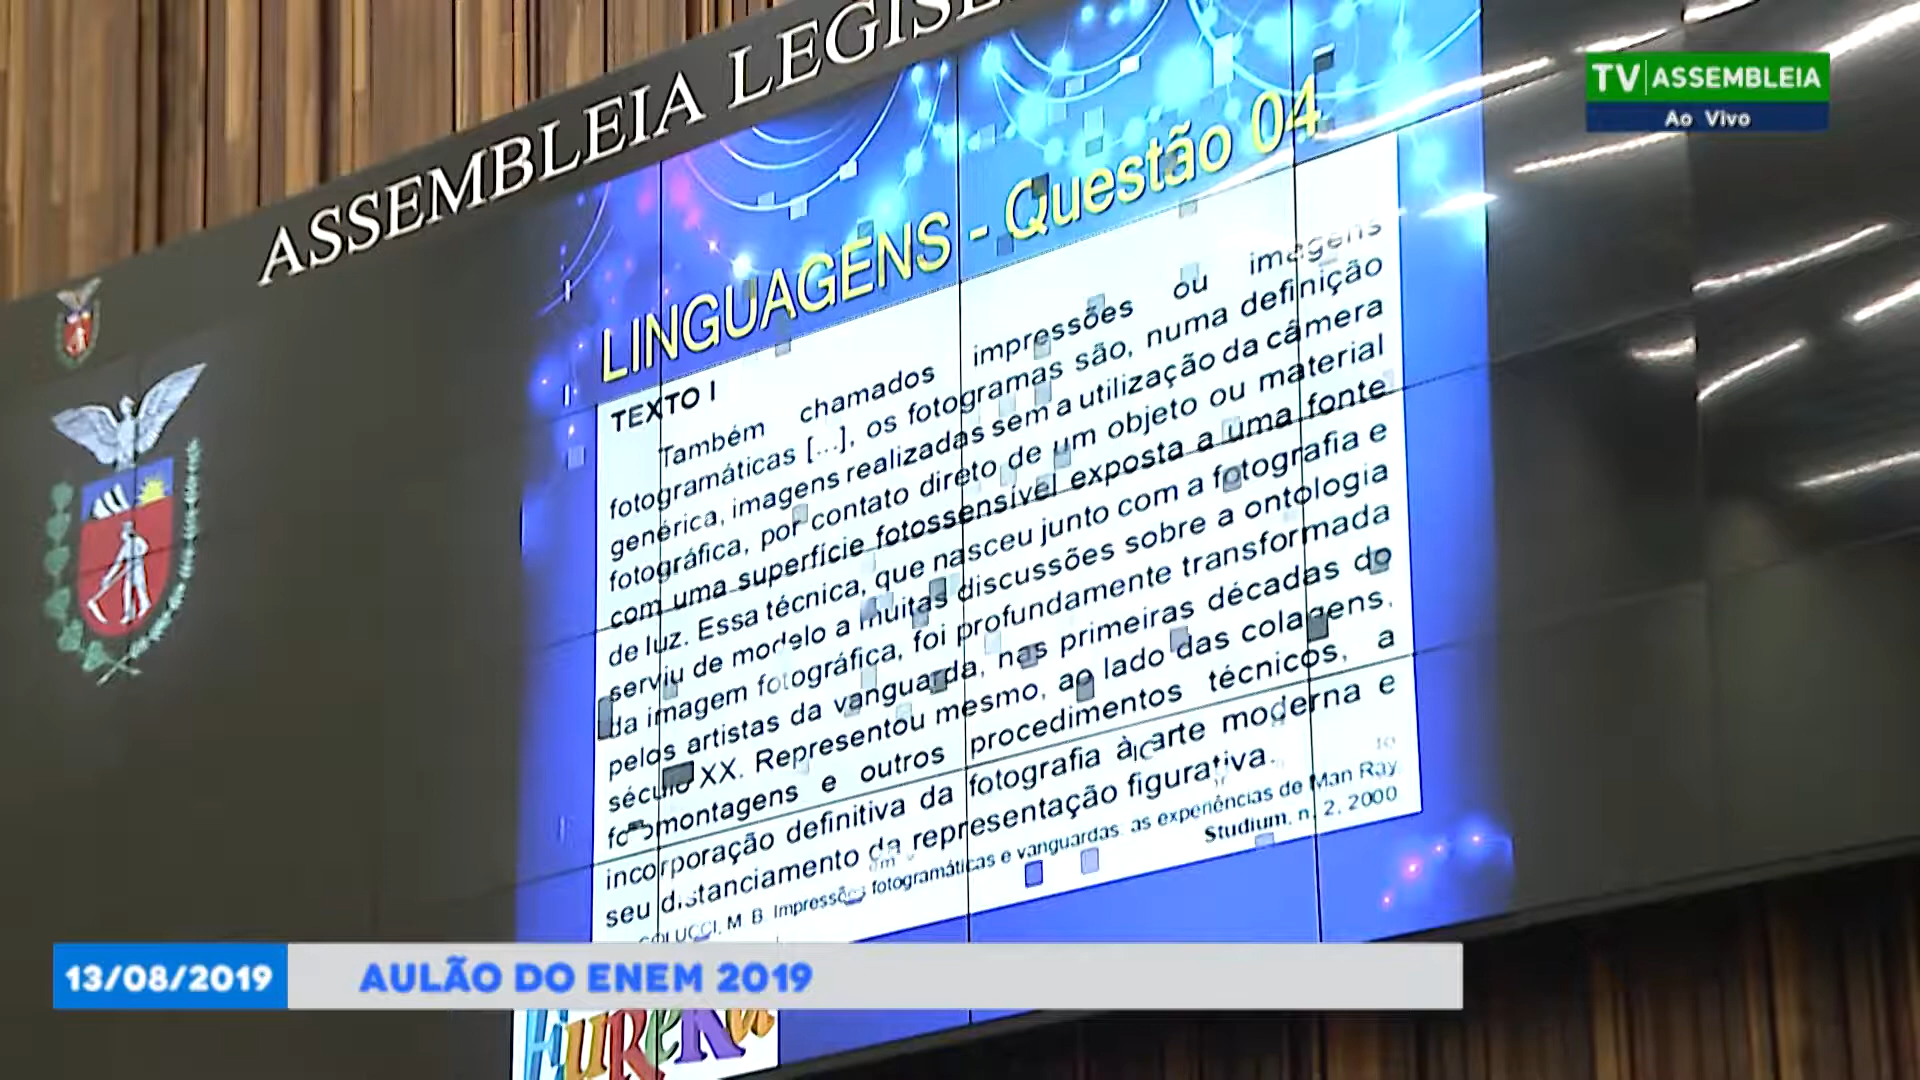 ASSEMBLEIA LEGIS
TV ASSEMBLEIA
Ao Vivo
LINGUAGENS - Questão 04
TEXTO I
Também chamados impressões ou imagens
fotogramáticas [...], os fotogramas são, numa definição
genérica, imagens realizadas sem a utilização da câmera
fotográfica, por contato direto de um objeto ou material
com uma superfície fotossensível exposta a uma fonte
de luz. Essa técnica, que nasceu junto com a fotografia e
serviu de modelo a muitas discussões sobre a ontologia
da imagem fotográfica, foi profundamente transformada
pelos artistas da vanguarda, nas primeiras décadas do
século XX. Representou mesmo, ao lado das colagens,
fotomontagens e outros procedimentos técnicos, a
incorporação definitiva da fotografia à arte moderna e
seu distanciamento da representação figurativa.
COLUCCI, M. B. Impressões fotogramáticas e vanguardas: as experiências de Man Ray.
Studium, n. 2, 2000
13/08/2019
AULÃO DO ENEM 2019
EUREKA